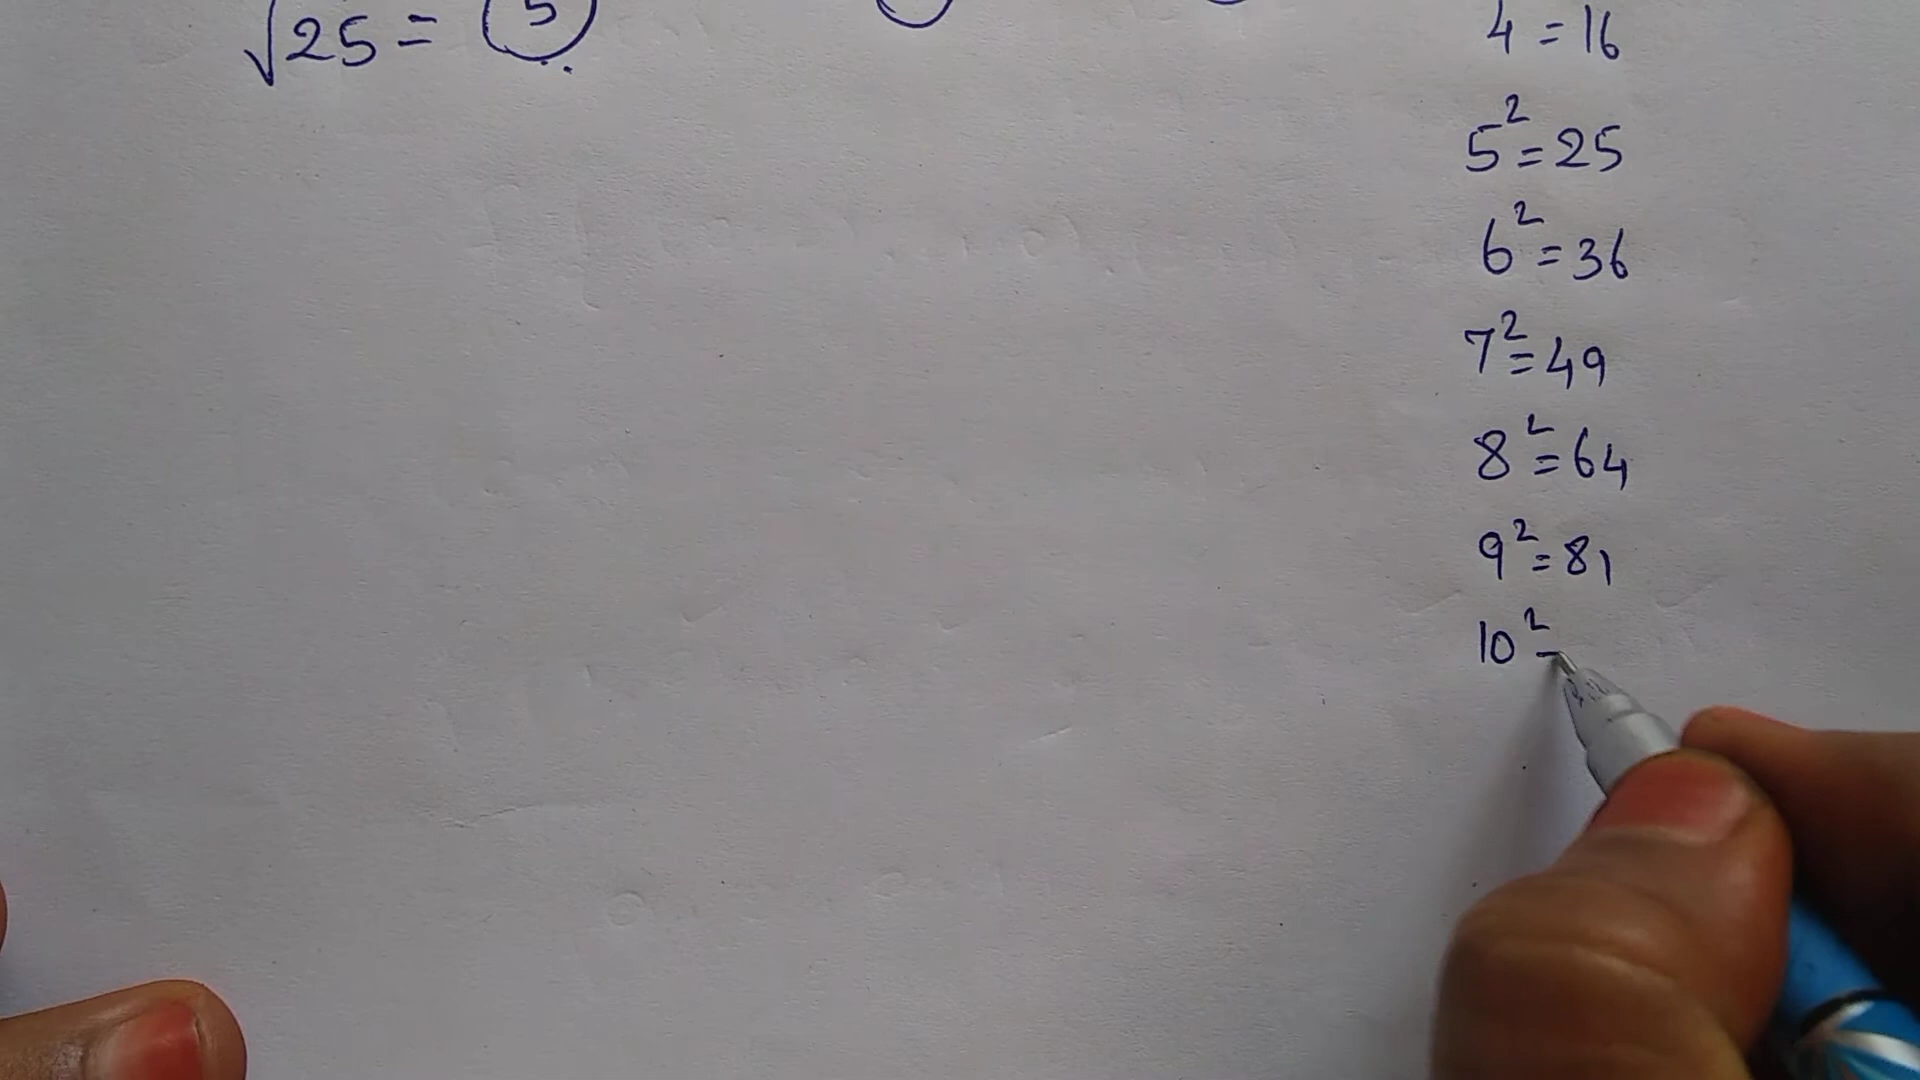 √25 = 5
4 = 16
5² = 25
6² = 36
7² = 49
8² = 64
9² = 81
10² -